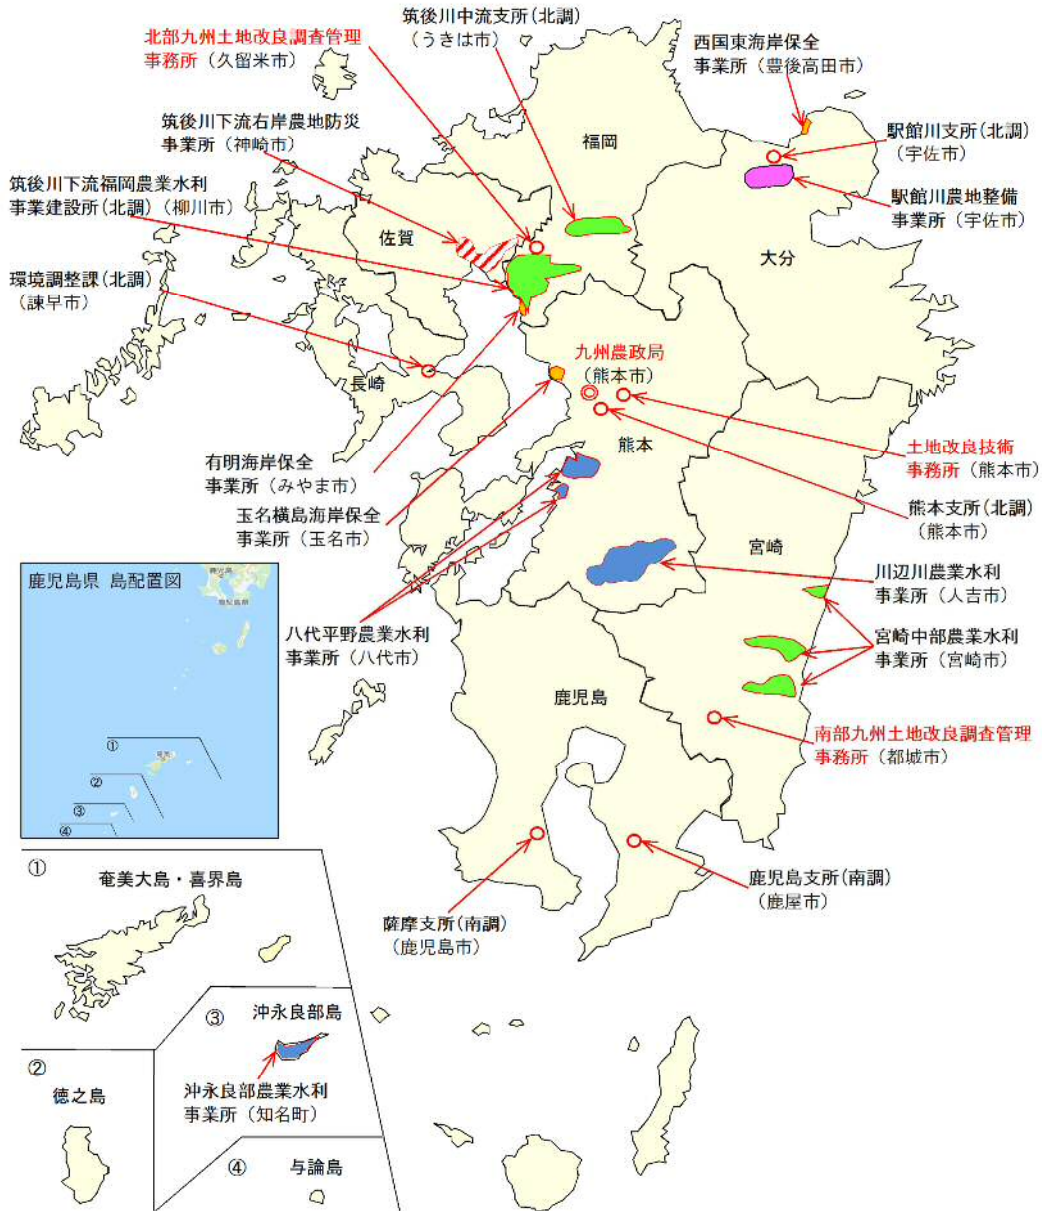 筑後川中流支所(北調)
(うきは市)
北部九州土地改良調査管理
事務所(久留米市)
西国東海岸保全
事業所(豊後高田市)
筑後川下流右岸農地防災
事業所(神崎市)
福岡
駅館川支所(北調)
(宇佐市)
筑後川下流福岡農業水利
事業建設所(北調)(柳川市)
駅館川農地整備
事業所(宇佐市)
佐賀
大分
環境調整課(北調)
(諫早市)
九州農政局
(熊本市)
長崎
熊本
土地改良技術
事務所(熊本市)
有明海岸保全
事業所(みやま市)
熊本支所(北調)
(熊本市)
玉名横島海岸保全
事業所(玉名市)
宮崎
川辺川農業水利
事業所(人吉市)
鹿児島県 島配置図
鹿児島
鹿児島県
①
②
③
④
八代平野農業水利
事業所(八代市)
宮崎中部農業水利
事業所(宮崎市)
鹿児島
南部九州土地改良調査管理
事務所(都城市)
鹿児島支所(南調)
(鹿屋市)
薩摩支所(南調)
(鹿児島市)
①
奄美大島・喜界島
③
沖永良部島
沖永良部農業水利
事業所(知名町)
②
徳之島
④
与論島